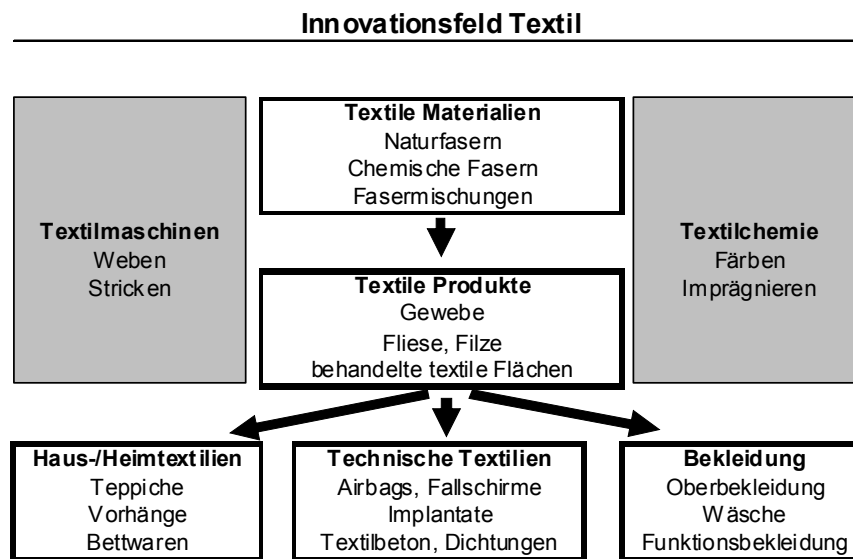 Innovationsfeld Textil
Textile Materialien
Naturfasern
Chemische Fasern
Fasermischungen
Textilmaschinen
Weben
Stricken
Textilchemie
Färben
Imprägnieren
Textile Produkte
Gewebe
Fliese, Filze
behandelte textile Flächen
Haus-/Heimtextilien
Teppiche
Vorhänge
Bettwaren
Technische Textilien
Airbags, Fallschirme
Implantate
Textilbeton, Dichtungen
Bekleidung
Oberbekleidung
Wäsche
Funktionsbekleidung